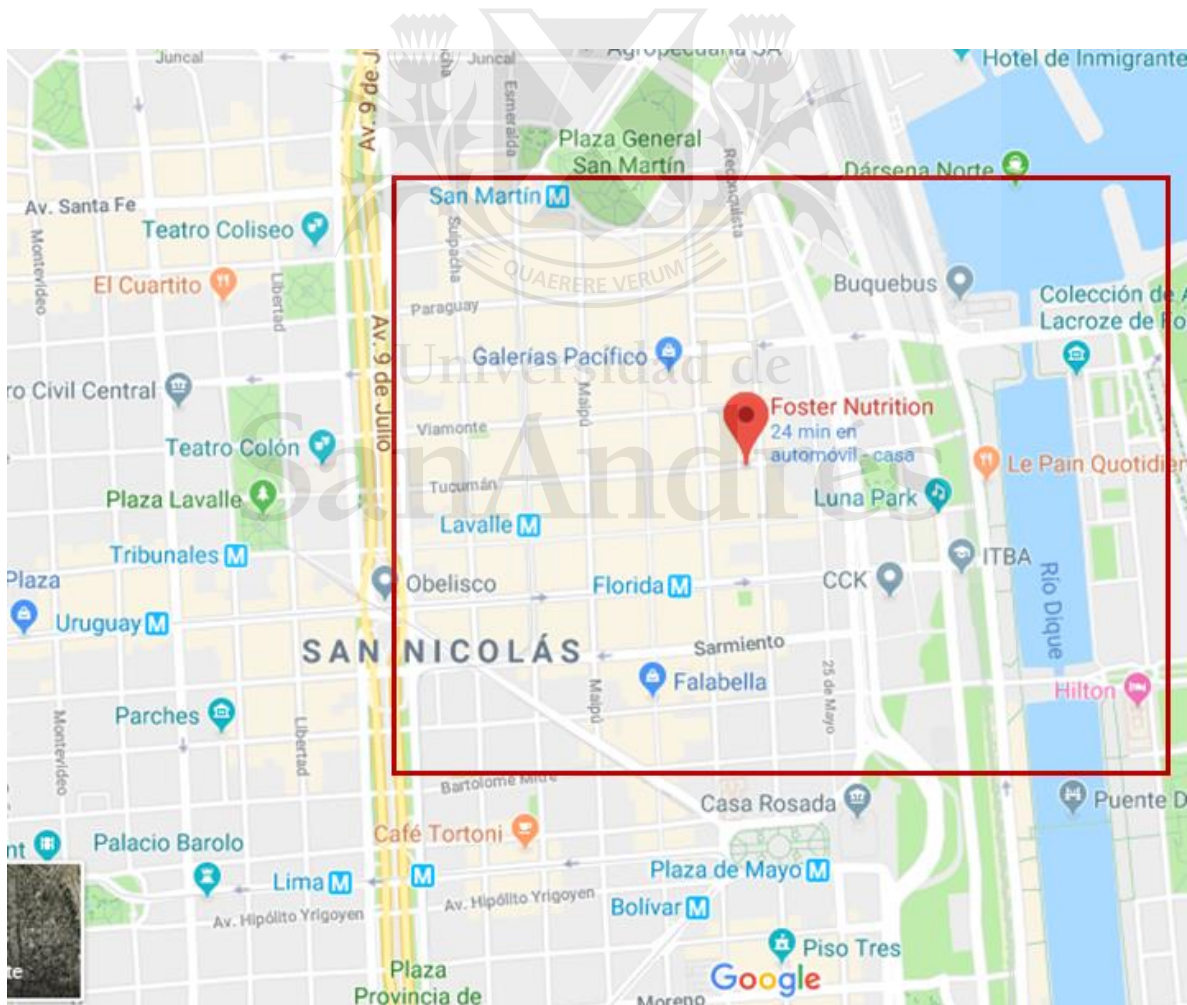 Juncal
Av. 9 de J
cha
Juncal
Esmeralda
Agropecuaria SA
Hotel de Inmigrante
Plaza General
San Martín
Reconquista
Dársena Norte
Av. Santa Fe
San Martín M
Suipacha
Montevideo
Teatro Coliseo
El Cuartito
Libertad
QUAERERE VERUM
Buquebus
Colección de A
Lacroze de Fo
Paraguay
Av. 9 de Julio
Galerías Pacífico
Universidad de
ro Civil Central
Maipú
Foster Nutrition
24 min en
automóvil - casa
Viamonte
Teatro Colón
SanAndrés
Le Pain Quotidien
Plaza Lavalle
Tucumán
Luna Park
Lavalle M
Tribunales M
ITBA
Plaza
Obelisco
Florida M
CCK
Río Dique
Uruguay M
SAN NICOLÁS
Sarmiento
Falabella
25 de Mayo
Hilton
Maipú
Parches
Montevideo
Libertad
Bartolomé Mitre
Casa Rosada
Puente D
nt
Palacio Barolo
Café Tortoni
Lima M
M
Plaza de Mayo M
Av. Hipólito Yrigoyen
Av. Hipólito Yrigoyen
Bolívar M
te
Piso Tres
Plaza
Provincia de
Google
Moreno